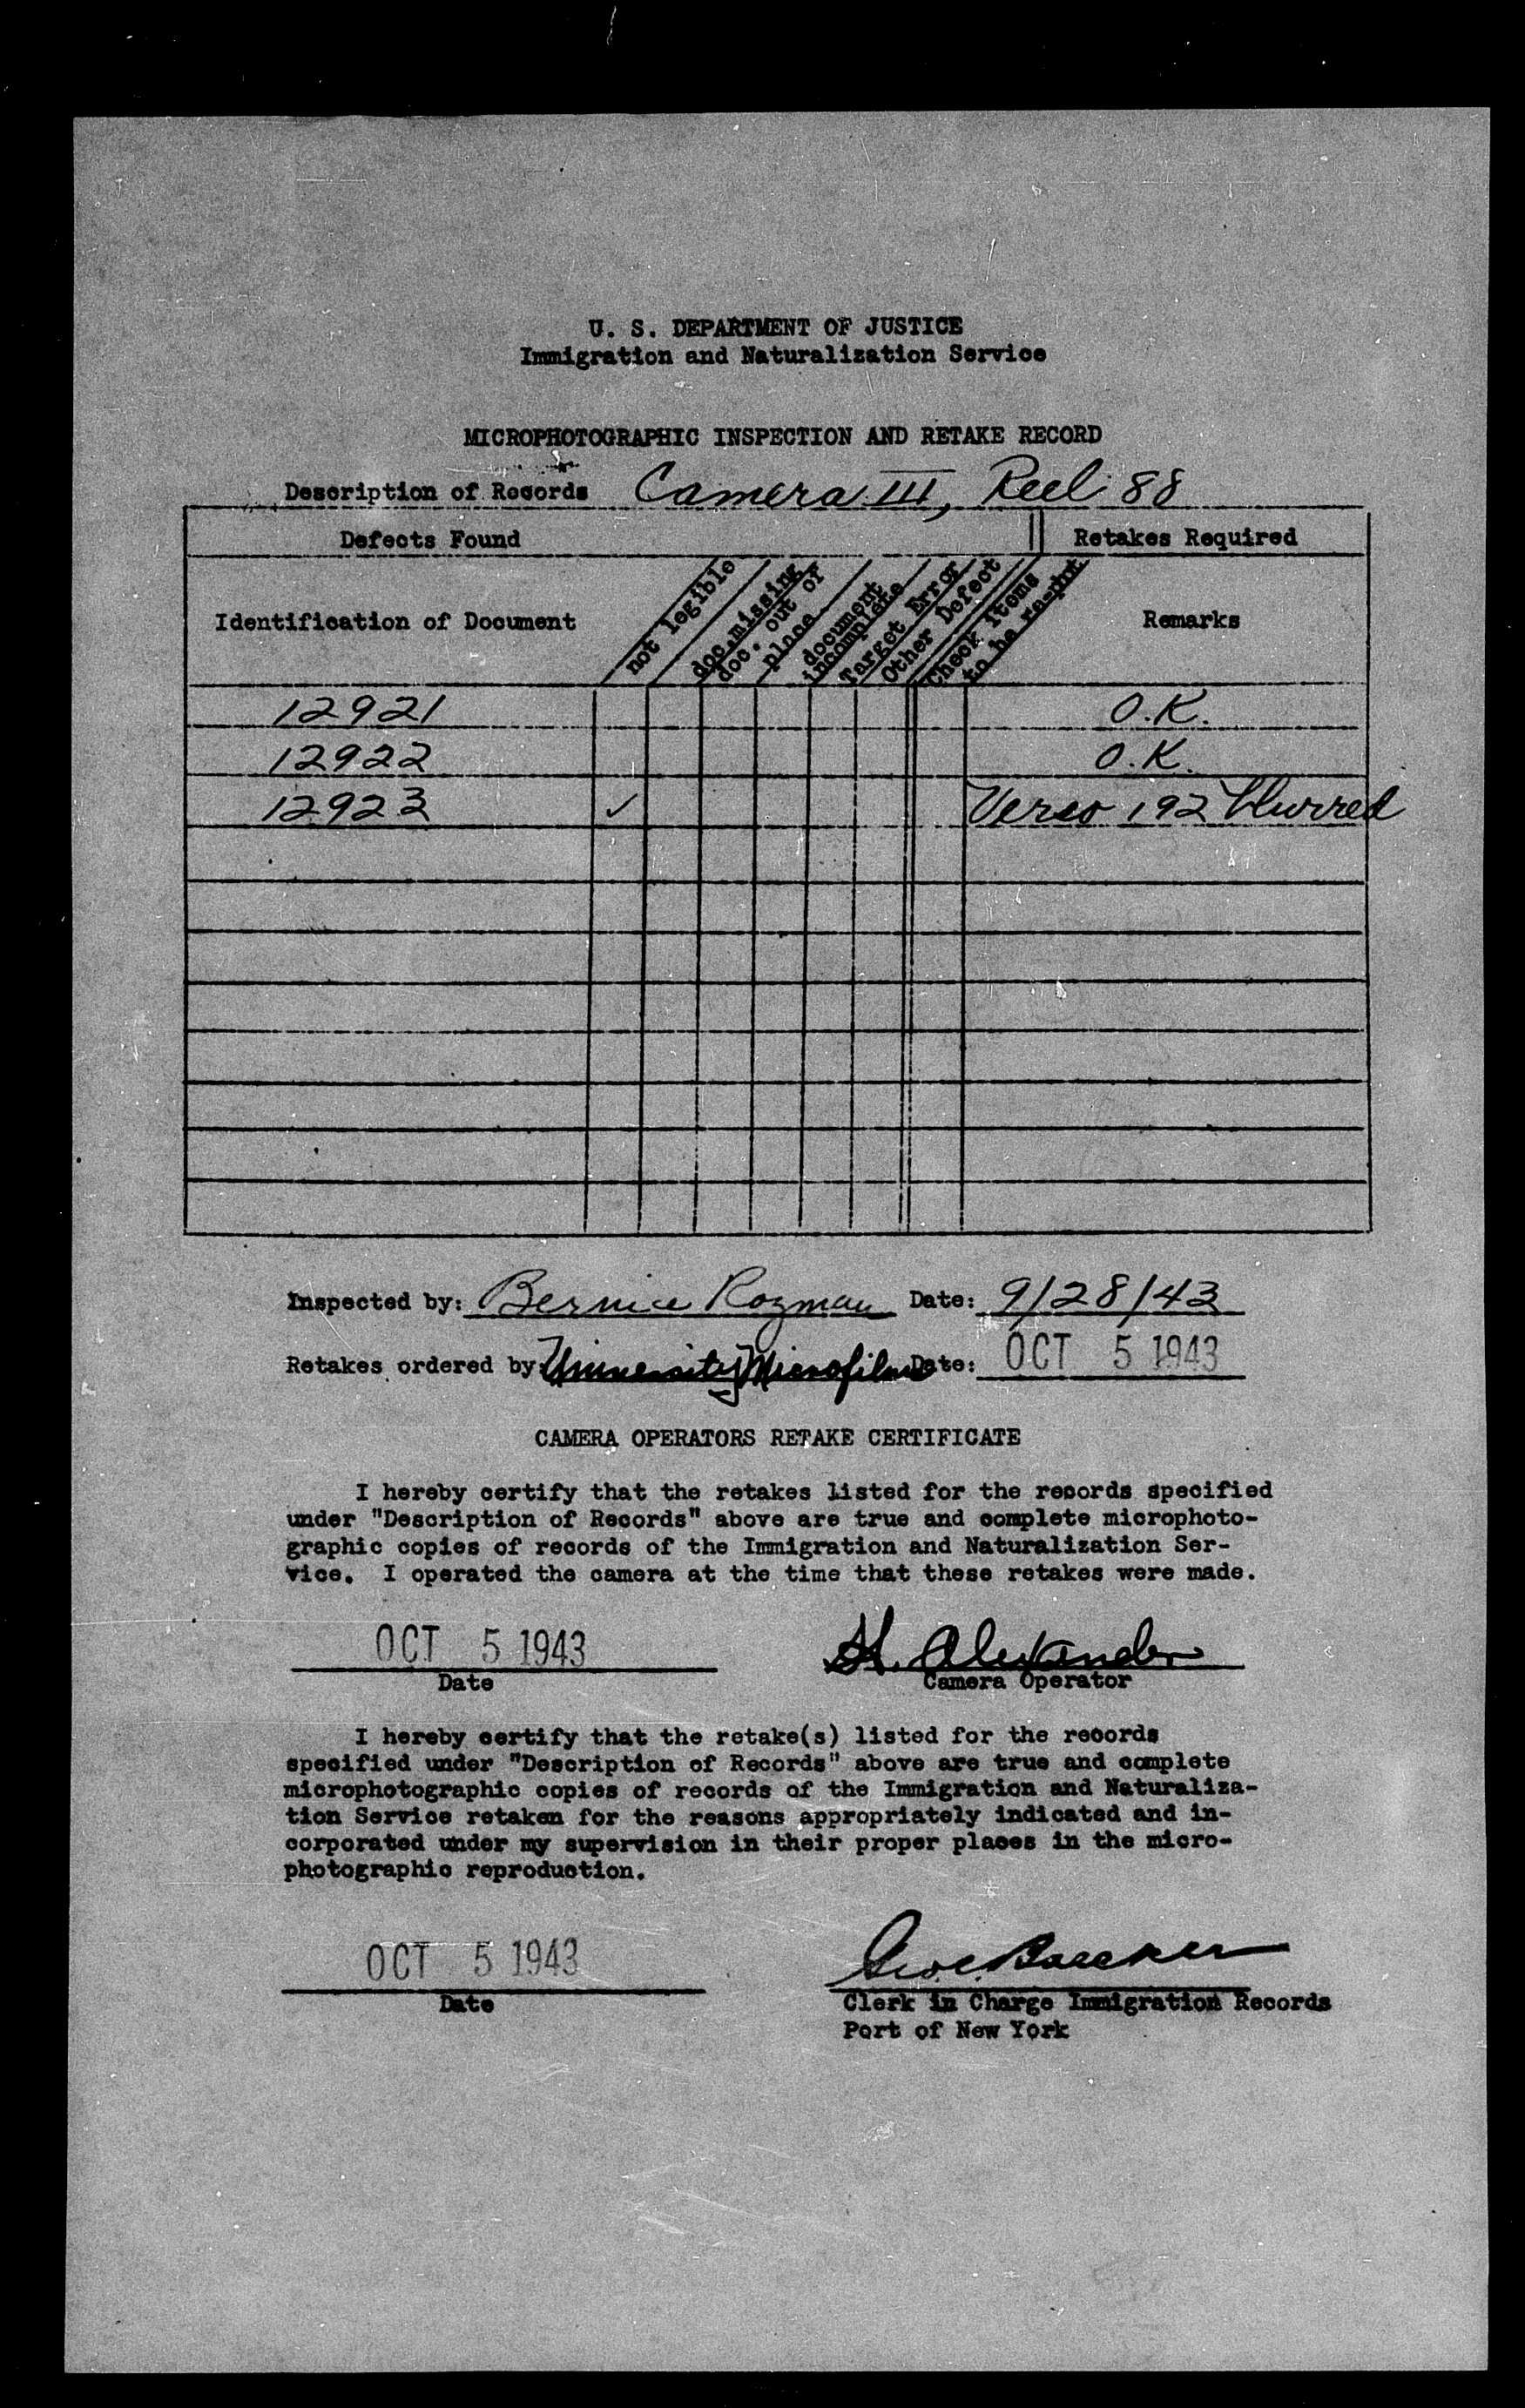 U. S. DEPARTMENT OF JUSTICE
Immigration and Naturalization Service
MICROPHOTOGRAPHIC INSPECTION AND RETAKE RECORD
Description of Records Camera III, Reel 88
Defects Found Retakes Required
Identification of Document not legible doc. missing doc. out of place document incomplete Target Error Other Defect Check items to be re-pht Remarks
12921 O.K.
12922 O.K.
12923 ✓ Verso 192 blurred
Inspected by: Bernice Rozman Date: 9/28/43
Retakes ordered by: University Microfilms Date: OCT 5 1943
CAMERA OPERATORS RETAKE CERTIFICATE
I hereby certify that the retakes listed for the records specified
under "Description of Records" above are true and complete microphoto-
graphic copies of records of the Immigration and Naturalization Ser-
vice. I operated the camera at the time that these retakes were made.
OCT 5 1943 H. Alexander
Date Camera Operator
I hereby certify that the retake(s) listed for the records
specified under "Description of Records" above are true and complete
microphotographic copies of records of the Immigration and Naturaliza-
tion Service retaken for the reasons appropriately indicated and in-
corporated under my supervision in their proper places in the micro-
photographic reproduction.
OCT 5 1943
Date Clerk in Charge Immigration Records
Port of New York